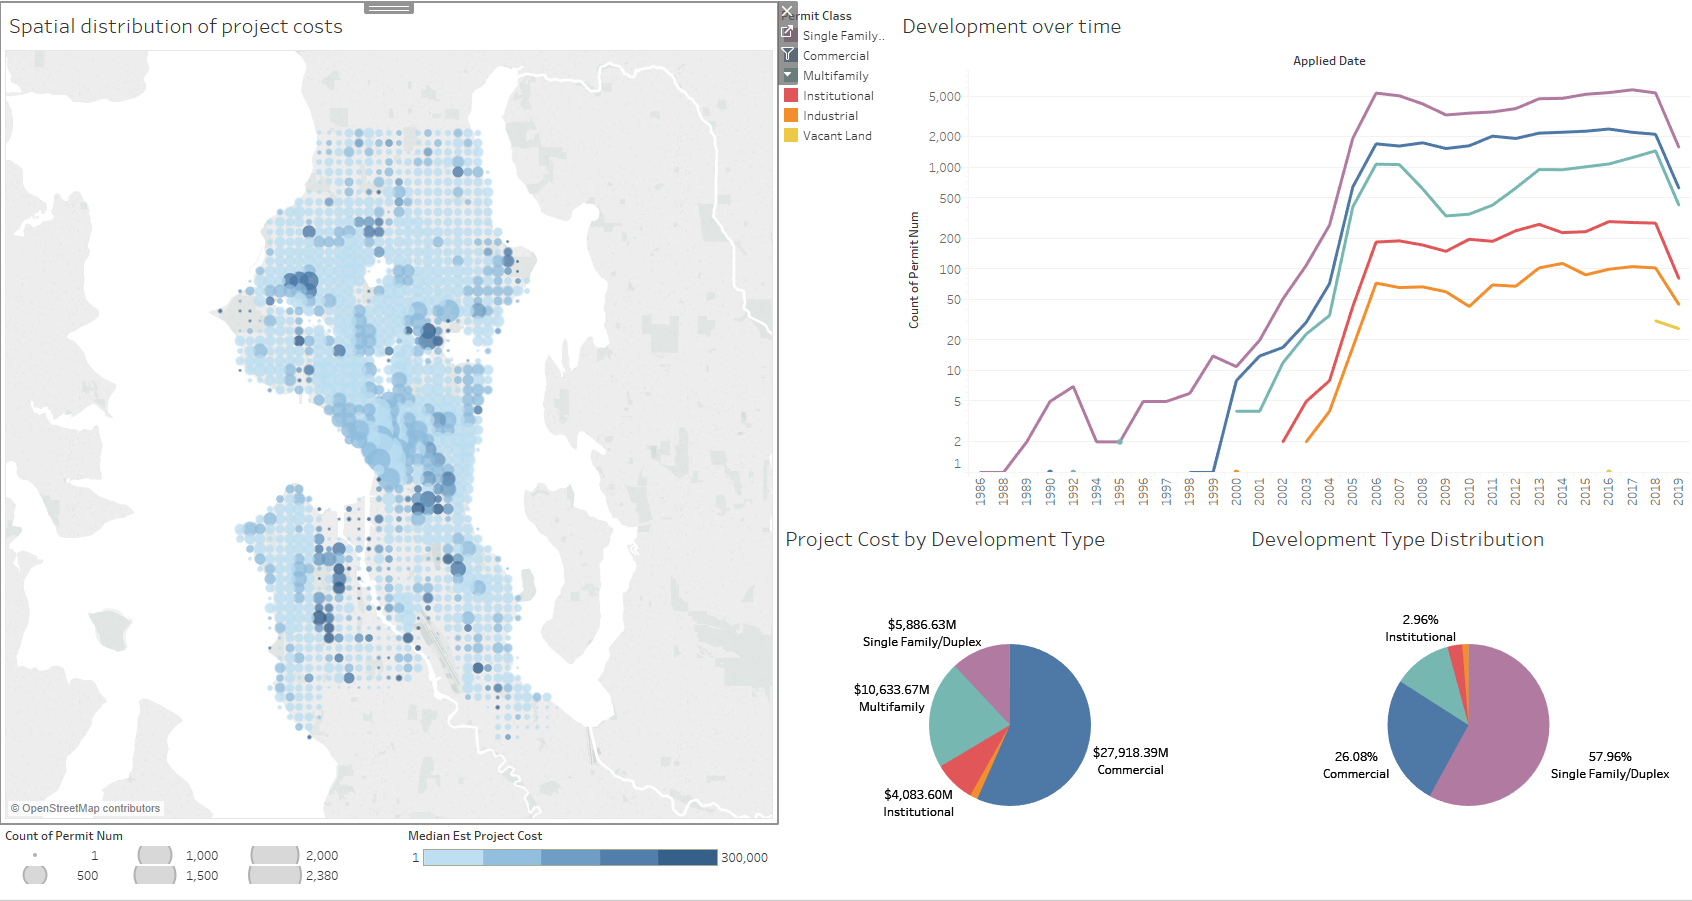 Spatial distribution of project costs
© OpenStreetMap contributors
Count of Permit Num
1
1,000
2,000
500
1,500
2,380
Median Est Project Cost
1
300,000
ermit Class
Single Family..
Commercial
Multifamily
Institutional
Industrial
Vacant Land
Development over time
Applied Date
Count of Permit Num
5,000
2,000
1,000
500
200
100
50
20
10
5
2
1
1986
1988
1989
1990
1992
1994
1995
1996
1997
1998
1999
2000
2001
2002
2003
2004
2005
2006
2007
2008
2009
2010
2011
2012
2013
2014
2015
2016
2017
2018
2019
Project Cost by Development Type
$5,886.63M
Single Family/Duplex
$10,633.67M
Multifamily
$27,918.39M
Commercial
$4,083.60M
Institutional
Development Type Distribution
2.96%
Institutional
26.08%
Commercial
57.96%
Single Family/Duplex